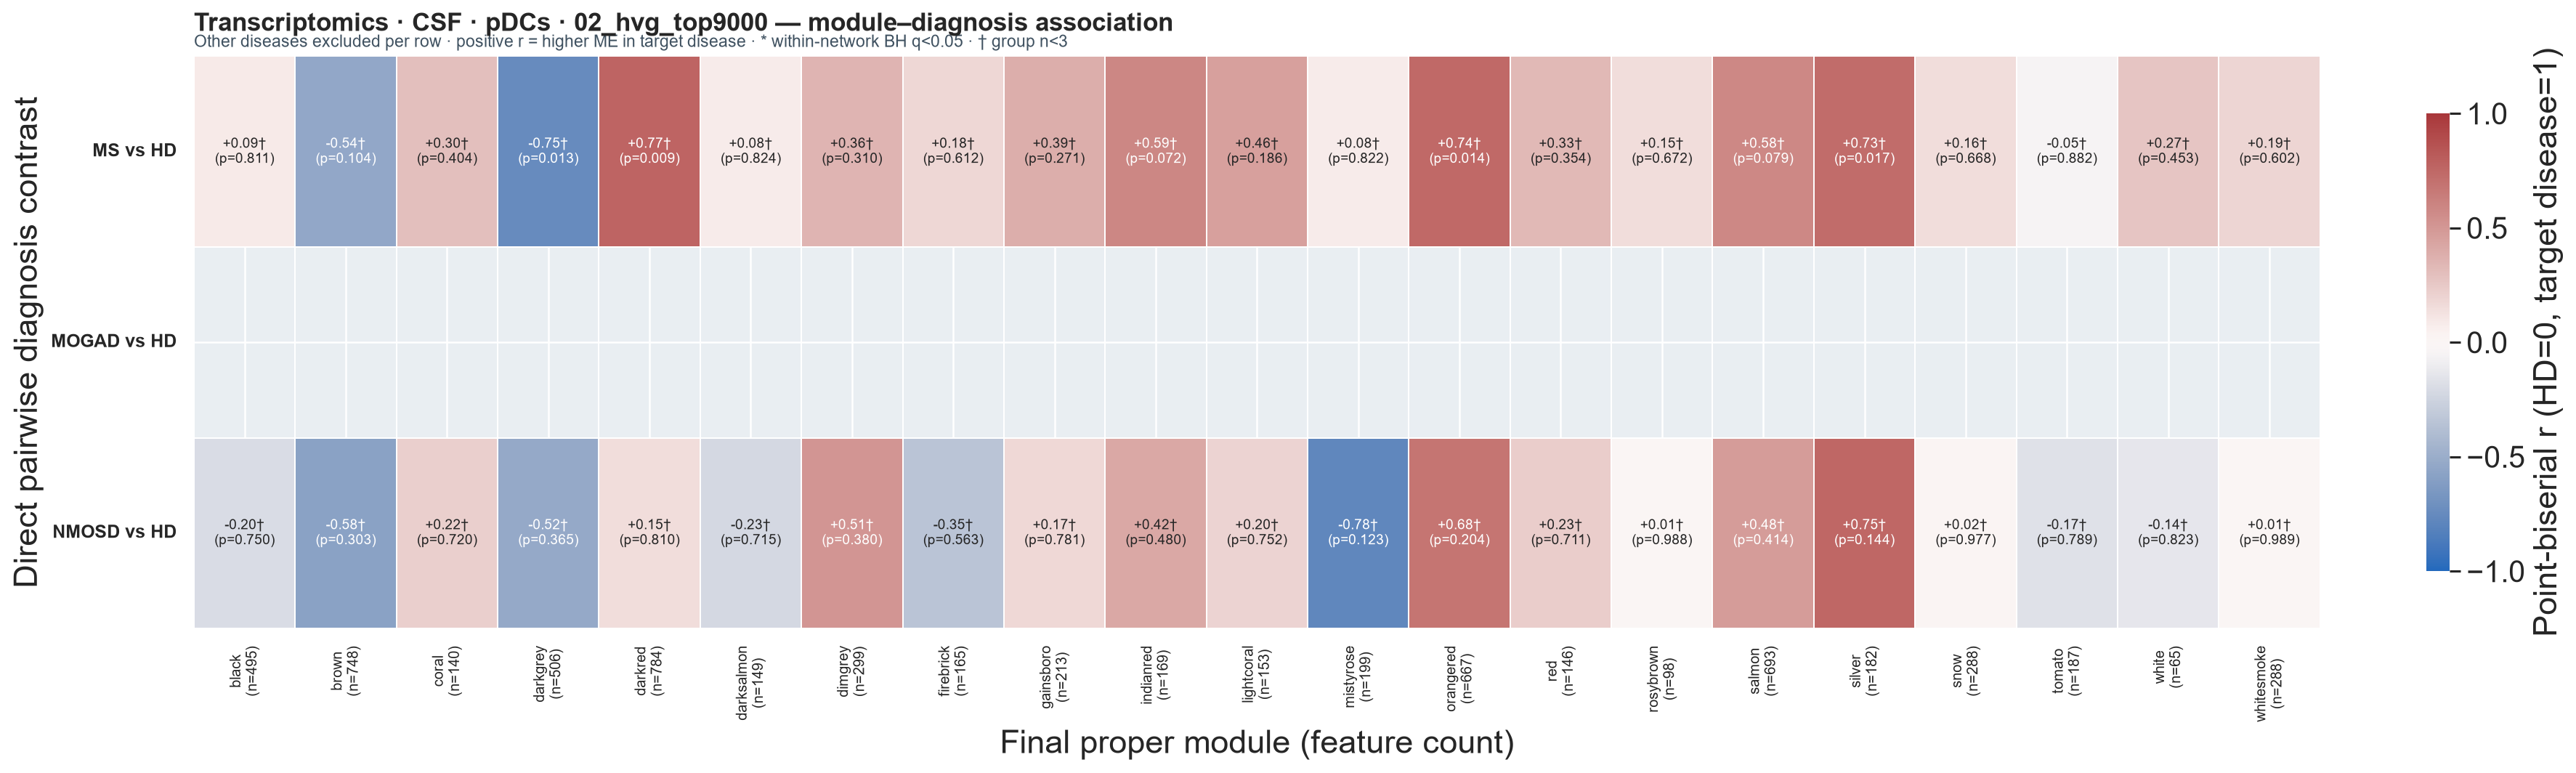 Transcriptomics · CSF · pDCs · 02_hvg_top9000 — module–diagnosis association
Other diseases excluded per row · positive r = higher ME in target disease · * within-network BH q<0.05 · † group n<3
Direct pairwise diagnosis contrast
MS vs HD
+0.09† -0.54† +0.30† -0.75† +0.77† +0.08† +0.36† +0.18† +0.39† +0.59† +0.46† +0.08† +0.74† +0.33† +0.15† +0.58† +0.73† +0.16† -0.05† +0.27† +0.19†
(p=0.811) (p=0.104) (p=0.404) (p=0.013) (p=0.009) (p=0.824) (p=0.310) (p=0.612) (p=0.271) (p=0.072) (p=0.186) (p=0.822) (p=0.014) (p=0.354) (p=0.672) (p=0.079) (p=0.017) (p=0.668) (p=0.882) (p=0.453) (p=0.602)
MOGAD vs HD
NMOSD vs HD
-0.20† -0.58† +0.22† -0.52† +0.15† -0.23† +0.51† -0.35† +0.17† +0.42† +0.20† -0.78† +0.68† +0.23† +0.01† +0.48† +0.75† +0.02† -0.17† -0.14† +0.01†
(p=0.750) (p=0.303) (p=0.720) (p=0.365) (p=0.810) (p=0.715) (p=0.380) (p=0.563) (p=0.781) (p=0.480) (p=0.752) (p=0.123) (p=0.204) (p=0.711) (p=0.988) (p=0.414) (p=0.144) (p=0.977) (p=0.789) (p=0.823) (p=0.989)
black
(n=495)
brown
(n=748)
coral
(n=140)
darkgrey
(n=506)
darkred
(n=784)
darksalmon
(n=149)
dimgrey
(n=299)
firebrick
(n=165)
gainsboro
(n=213)
indianred
(n=169)
lightcoral
(n=153)
mistyrose
(n=199)
orangered
(n=667)
red
(n=146)
rosybrown
(n=98)
salmon
(n=693)
silver
(n=182)
snow
(n=288)
tomato
(n=187)
white
(n=65)
whitesmoke
(n=288)
Final proper module (feature count)
1.0
0.5
0.0
−0.5
−1.0
Point-biserial r (HD=0, target disease=1)